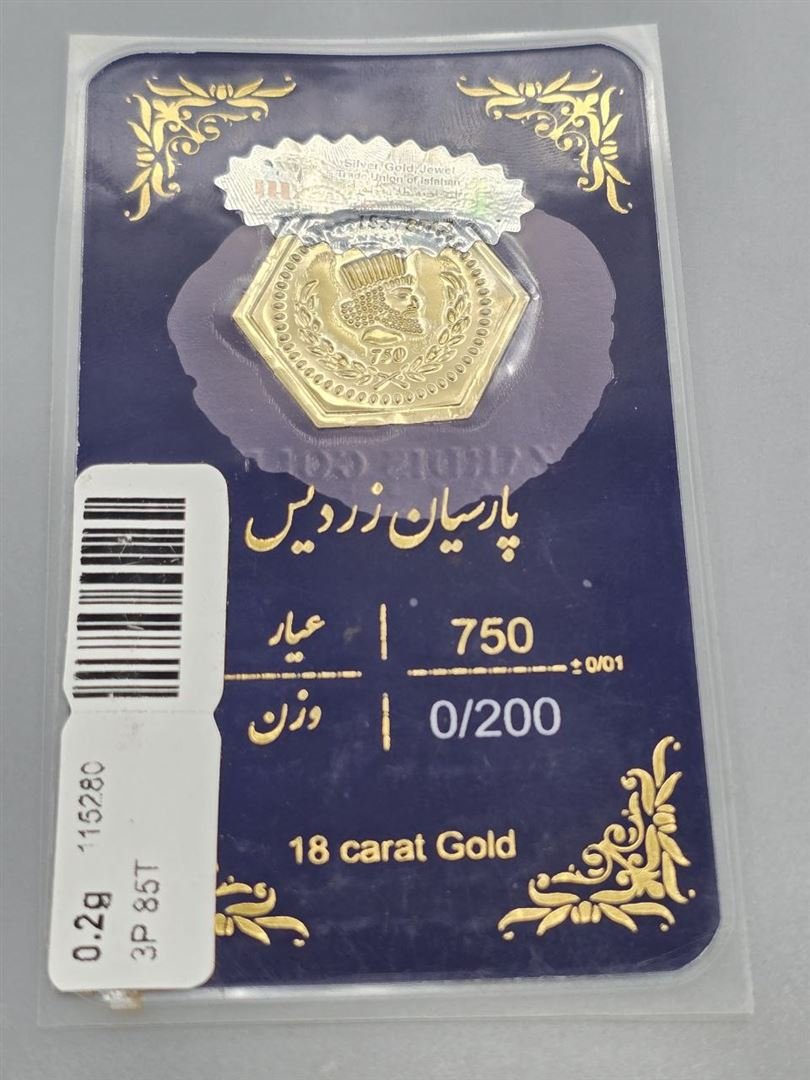 Silver, Gold, Jewel
Trade Union of Isfahan
750
پارسیان زردیس
عیار | 750
± 0/01
وزن | 0/200
18 carat Gold
0.2g 115280
3P 85T